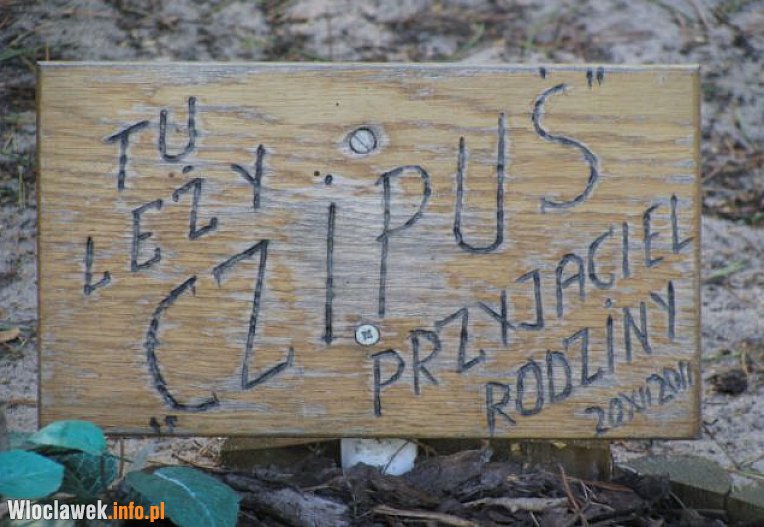 TU
LEŻY
"CZiPUŚ"
PRZYJACIEL
RODZINY
20XII2011
Wloclawek.info.pl